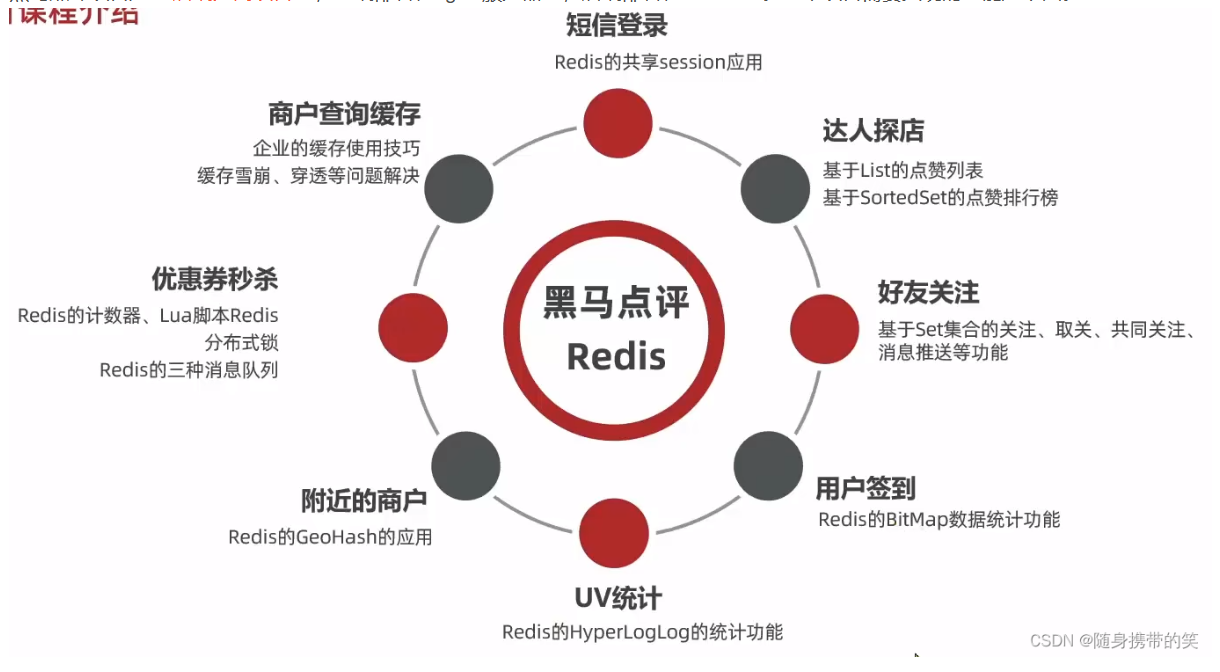 课程介绍
短信登录
Redis的共享session应用
商户查询缓存
企业的缓存使用技巧
缓存雪崩、穿透等问题解决
达人探店
基于List的点赞列表
基于SortedSet的点赞排行榜
优惠券秒杀
Redis的计数器、Lua脚本Redis
分布式锁
Redis的三种消息队列
黑马点评
Redis
好友关注
基于Set集合的关注、取关、共同关注、
消息推送等功能
附近的商户
Redis的GeoHash的应用
用户签到
Redis的BitMap数据统计功能
UV统计
Redis的HyperLogLog的统计功能
CSDN @随身携带的笑